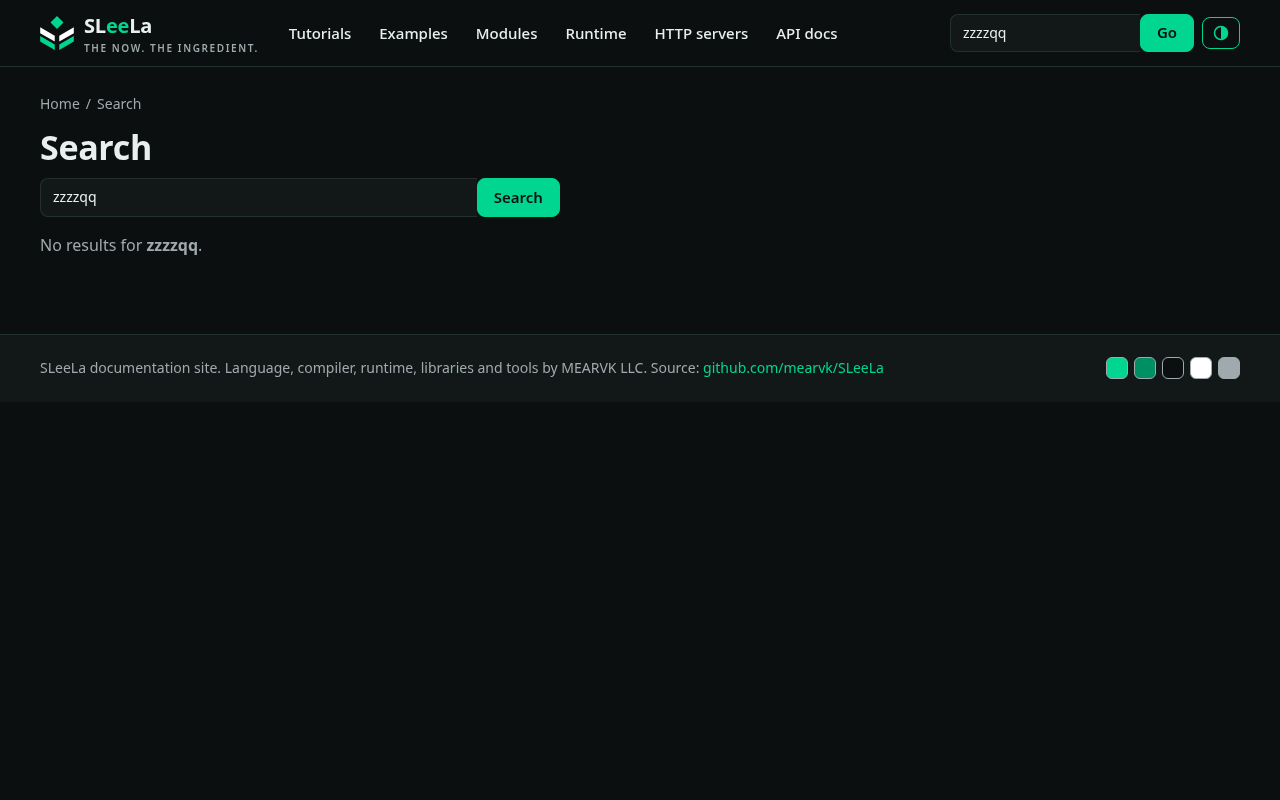 SLeeLa
THE NOW. THE INGREDIENT.
Tutorials
Examples
Modules
Runtime
HTTP servers
API docs
zzzzqq
Go
Home / Search
Search
zzzzqq
Search
No results for zzzzqq.
SLeeLa documentation site. Language, compiler, runtime, libraries and tools by MEARVK LLC. Source: github.com/mearvk/SLeeLa